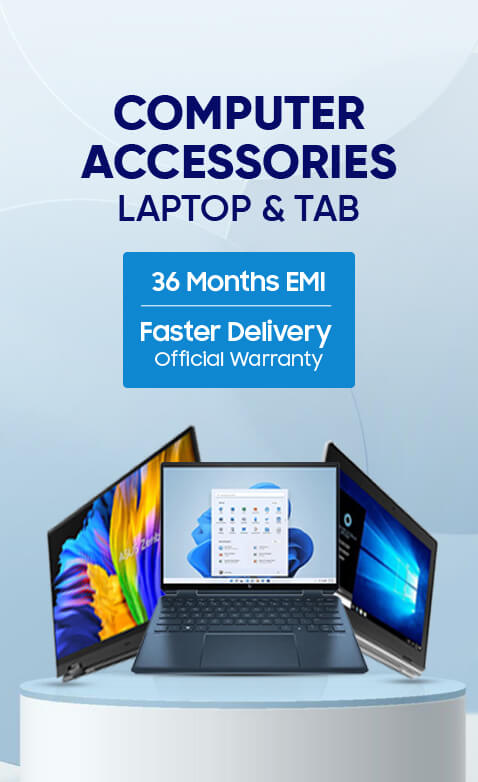 COMPUTER
ACCESSORIES
LAPTOP & TAB
36 Months EMI
Faster Delivery
Official Warranty